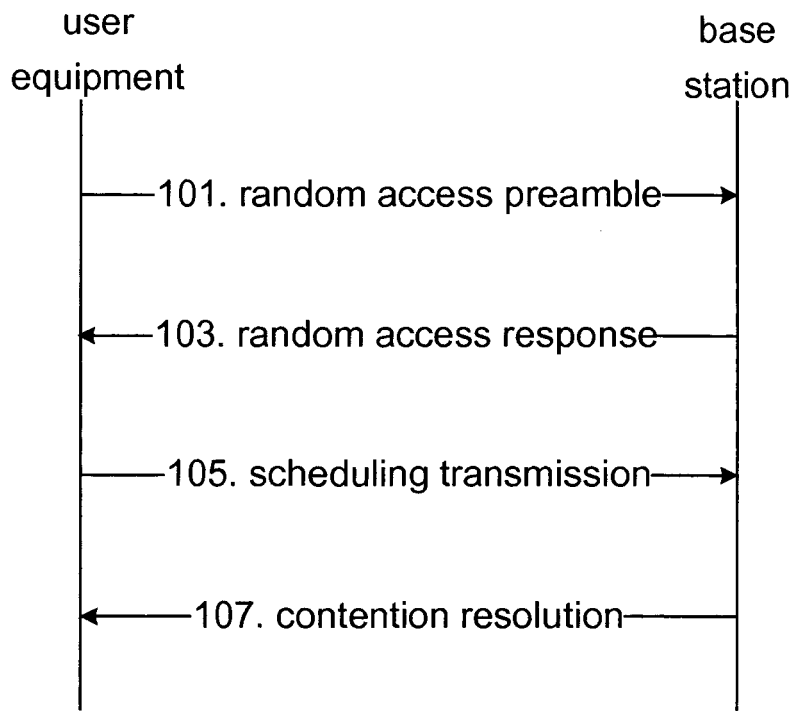 user
equipment
base
station
101. random access preamble
103. random access response
105. scheduling transmission
107. contention resolution